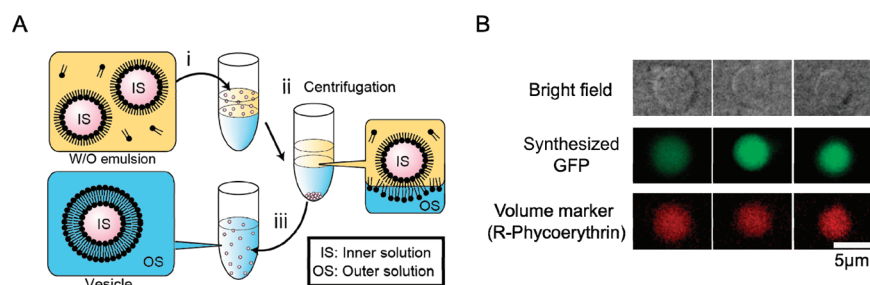 A
IS
IS
W/O emulsion
i
ii
Centrifugation
IS
OS
iii
IS
OS
Vesicle
IS: Inner solution
OS: Outer solution
B
Bright field
Synthesized
GFP
Volume marker
(R-Phycoerythrin)
5μm